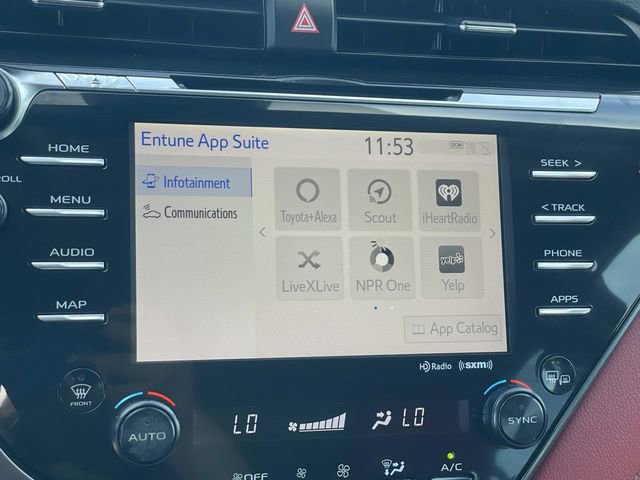 Entune App Suite 11:53 DCM
HOME
SEEK >
Infotainment
Toyota+Alexa Scout iHeartRadio
MENU
< TRACK
Communications
AUDIO
PHONE
LiveXLive NPR One Yelp
yelp
MAP
APPS
App Catalog
HD Radio ((sxm))
FRONT
AUTO
LO
LO
SYNC
OFF
A/C